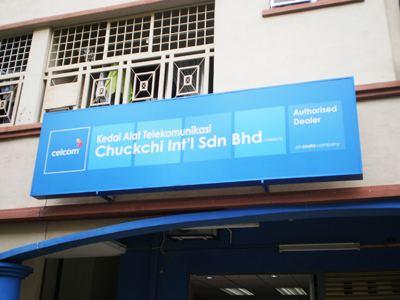 celcom
Kedai Alat Telekomunikasi
Chuckchi Int'l Sdn Bhd
Authorised
Dealer
an axiata company